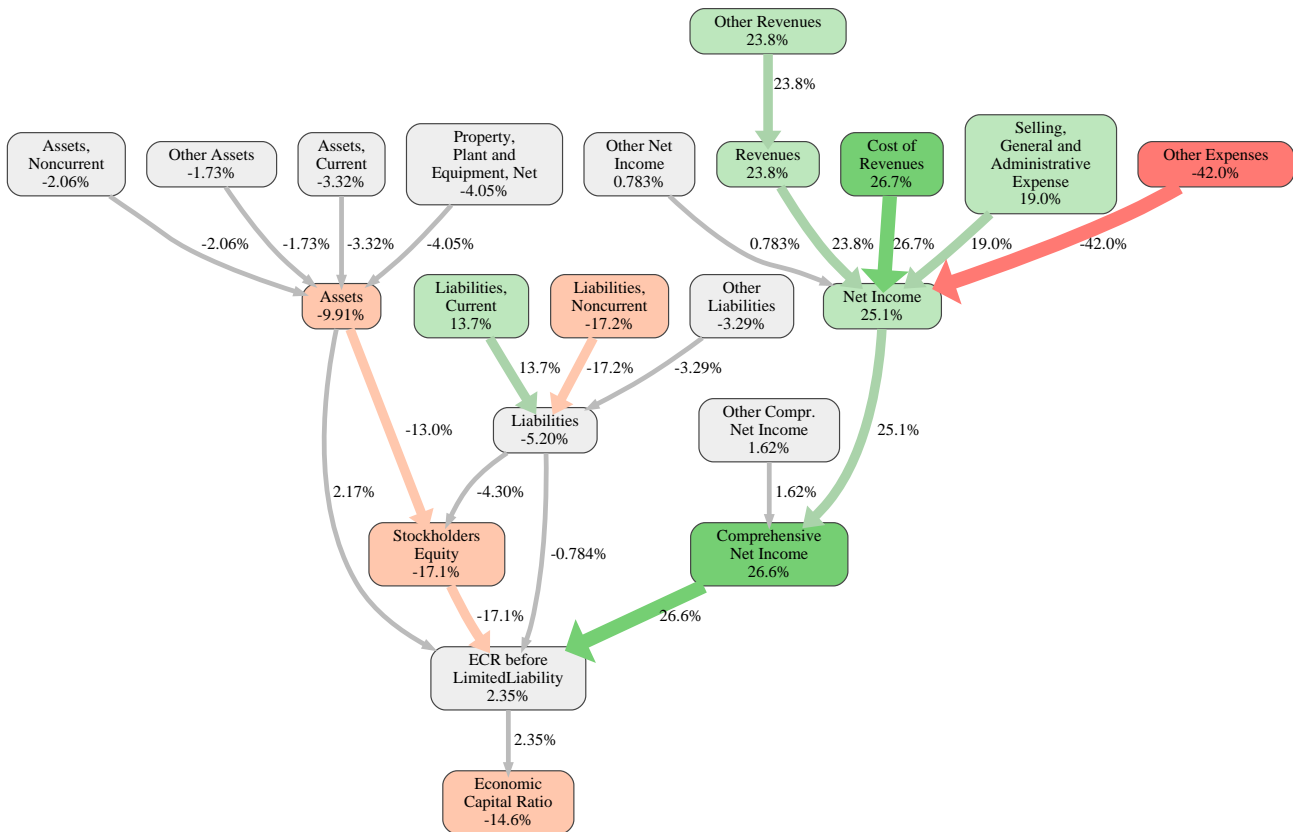 Other Revenues
23.8%
23.8%
Assets,
Noncurrent
-2.06%
Other Assets
-1.73%
Assets,
Current
-3.32%
Property,
Plant and
Equipment, Net
-4.05%
Other Net
Income
0.783%
Revenues
23.8%
Cost of
Revenues
26.7%
Selling,
General and
Administrative
Expense
19.0%
Other Expenses
-42.0%
-2.06%
-1.73%
-3.32%
-4.05%
0.783%
23.8%
26.7%
19.0%
-42.0%
Assets
-9.91%
Liabilities,
Current
13.7%
Liabilities,
Noncurrent
-17.2%
Other
Liabilities
-3.29%
Net Income
25.1%
13.7%
-17.2%
-3.29%
-13.0%
Liabilities
-5.20%
Other Compr.
Net Income
1.62%
25.1%
2.17%
-4.30%
1.62%
Stockholders
Equity
-17.1%
-0.784%
Comprehensive
Net Income
26.6%
-17.1%
26.6%
ECR before
LimitedLiability
2.35%
2.35%
Economic
Capital Ratio
-14.6%